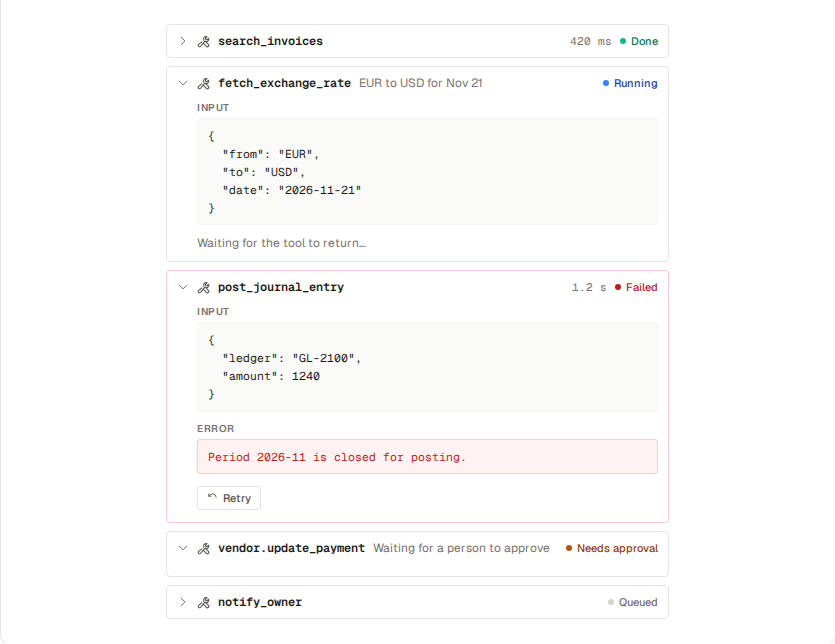 search_invoices 420 ms Done
fetch_exchange_rate EUR to USD for Nov 21 Running
INPUT
{
  "from": "EUR",
  "to": "USD",
  "date": "2026-11-21"
}
Waiting for the tool to return…
post_journal_entry 1.2 s Failed
INPUT
{
  "ledger": "GL-2100",
  "amount": 1240
}
ERROR
Period 2026-11 is closed for posting.
Retry
vendor.update_payment Waiting for a person to approve Needs approval
notify_owner Queued